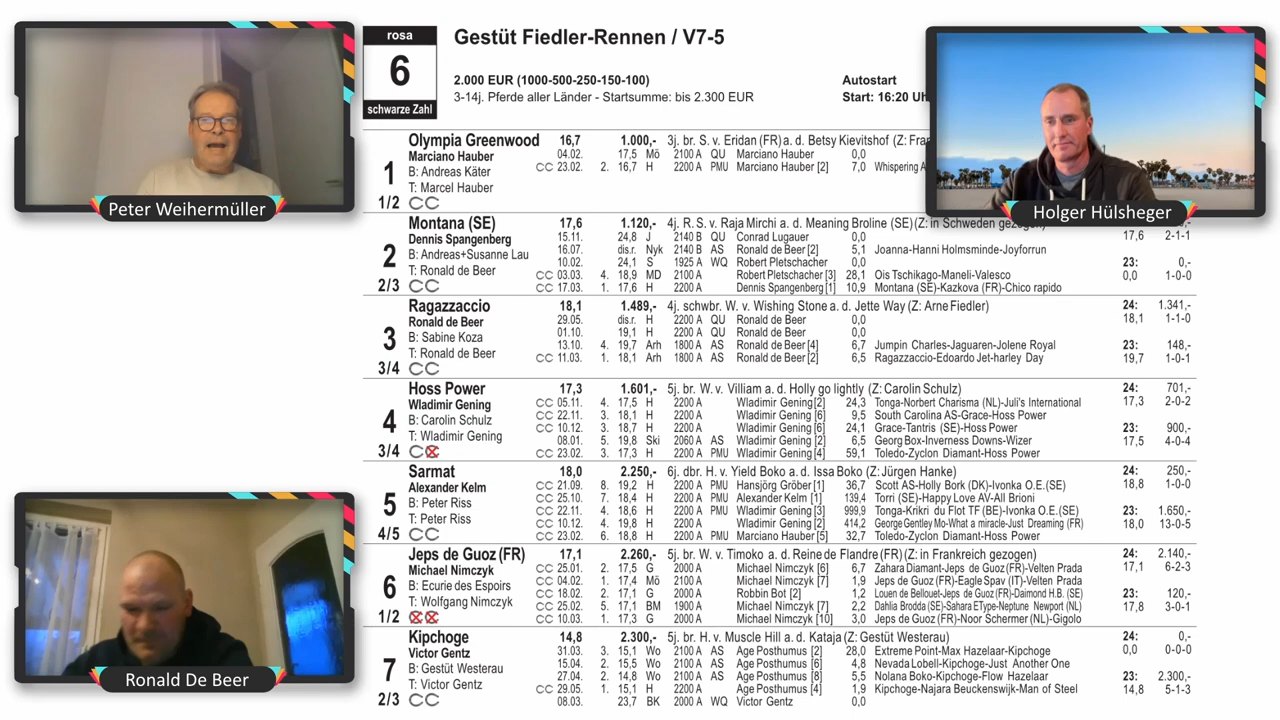 rosa
6
schwarze Zahl
Gestüt Fiedler-Rennen / V7-5
2.000 EUR (1000-500-250-150-100) Autostart
3-14j. Pferde aller Länder - Startsumme: bis 2.300 EUR Start: 16:20 Uh
Peter Weihermüller
Holger Hülsheger
Ronald De Beer
1
1/2
Olympia Greenwood 16,7 1.000,- 3j. br. S. v. Eridan (FR) a. d. Betsy Kievitshof (Z: Fra
Marciano Hauber 04.02. 17,5 Mö 2100 A QU Marciano Hauber 0,0
B: Andreas Käter CC 23.02. 2. 16,7 H 2200 A PMU Marciano Hauber [2] 7,0 Whispering A
T: Marcel Hauber
2
2/3
Montana (SE) 17,6 1.120,- 4j. R. S. v. Raja Mirchi a. d. Meaning Broline (SE) (Z: in Schweden gezogen)
Dennis Spangenberg 15.11. 24,8 J 2140 B QU Conrad Lugauer 0,0 17,6 2-1-1
B: Andreas+Susanne Lau 16.07. dis.r. Nyk 2140 B AS Ronald de Beer [2] 5,1 Joanna-Hanni Holmsminde-Joyforrun
10.02. 24,1 S 1925 A WQ Robert Pletschacher 0,0 23: 0,-
T: Ronald de Beer CC 03.03. 4. 18,9 MD 2100 A Robert Pletschacher [3] 28,1 Ois Tschikago-Maneli-Valesco 0,0 1-0-0
CC 17.03. 1. 17,6 H 2200 A Dennis Spangenberg [1] 10,9 Montana (SE)-Kazkova (FR)-Chico rapido
3
3/4
Ragazzaccio 18,1 1.489,- 4j. schwbr. W. v. Wishing Stone a. d. Jette Way (Z: Arne Fiedler) 24: 1.341,-
Ronald de Beer 29.05. dis.r. H 2200 A QU Ronald de Beer 0,0 18,1 1-1-0
B: Sabine Koza 01.10. 19,1 H 2200 A QU Ronald de Beer 0,0
13.10. 4. 19,7 Arh 1800 A AS Ronald de Beer [4] 6,7 Jumpin Charles-Jaguaren-Jolene Royal 23: 148,-
T: Ronald de Beer CC 11.03. 1. 18,1 Arh 1800 A AS Ronald de Beer [2] 6,5 Ragazzaccio-Edoardo Jet-harley Day 19,7 1-0-1
4
3/4
Hoss Power 17,3 1.601,- 5j. br. W. v. Villiam a. d. Holly go lightly (Z: Carolin Schulz) 24: 701,-
Wladimir Gening CC 05.11. 4. 17,5 H 2200 A Wladimir Gening [2] 24,3 Tonga-Norbert Charisma (NL)-Juli's International 17,3 2-0-2
B: Carolin Schulz CC 22.11. 3. 18,1 H 2200 A Wladimir Gening [6] 9,5 South Carolina AS-Grace-Hoss Power
CC 10.12. 3. 18,7 H 2200 A Wladimir Gening [6] 24,1 Grace-Tantris (SE)-Hoss Power 23: 900,-
T: Wladimir Gening 08.01. 5. 19,8 Ski 2060 A AS Wladimir Gening [2] 6,5 Georg Box-Inverness Downs-Wizer 17,5 4-0-4
CC 23.02. 3. 17,3 H 2200 A PMU Wladimir Gening [4] 59,1 Toledo-Zyclon Diamant-Hoss Power
5
4/5
Sarmat 18,0 2.250,- 6j. dbr. H. v. Yield Boko a. d. Issa Boko (Z: Jürgen Hanke) 24: 250,-
Alexander Kelm CC 21.09. 8. 19,2 H 2200 A PMU Hansjörg Gröber [1] 36,7 Scott AS-Holly Bork (DK)-Ivonka O.E.(SE) 18,8 1-0-0
B: Peter Riss CC 25.10. 7. 18,4 H 2200 A PMU Alexander Kelm [1] 139,4 Torri (SE)-Happy Love AV-All Brioni
CC 22.11. 4. 18,6 H 2200 A PMU Wladimir Gening [3] 999,9 Tonga-Krikri du Flot TF (BE)-Ivonka O.E.(SE) 23: 1.650,-
T: Peter Riss CC 10.12. 4. 19,8 H 2200 A Wladimir Gening [2] 414,2 George Gentley Mo-What a miracle-Just Dreaming (FR) 18,0 13-0-5
CC 23.02. 6. 18,8 H 2200 A PMU Marciano Hauber [5] 32,7 Toledo-Zyclon Diamant-Hoss Power
6
1/2
Jeps de Guoz (FR) 17,1 2.260,- 5j. br. W. v. Timoko a. d. Reine de Flandre (FR) (Z: in Frankreich gezogen) 24: 2.140,-
Michael Nimczyk CC 25.01. 2. 17,5 G 2000 A Michael Nimczyk [6] 6,7 Zahara Diamant-Jeps de Guoz (FR)-Velten Prada 17,1 6-2-3
B: Ecurie des Espoirs CC 04.02. 1. 17,4 Mö 2100 A Michael Nimczyk [7] 1,9 Jeps de Guoz (FR)-Eagle Spav (IT)-Velten Prada
CC 18.02. 2. 17,1 G 2000 A Robbin Bot [2] 1,2 Louen de Bellouet-Jeps de Guoz (FR)-Daimond H.B. (SE) 23: 120,-
T: Wolfgang Nimczyk CC 25.02. 5. 17,1 BM 1900 A Michael Nimczyk [7] 2,2 Dahlia Brodda (SE)-Sahara E Type-Neptune Newport (NL) 17,8 3-0-1
CC 10.03. 1. 17,3 G 2000 A Michael Nimczyk [10] 3,0 Jeps de Guoz (FR)-Noor Schermer (NL)-Gigolo
7
2/3
Kipchoge 14,8 2.300,- 5j. br. H. v. Muscle Hill a. d. Kataja (Z: Gestüt Westerau) 24: 0,-
Victor Gentz 31.03. 3. 15,1 Wo 2100 A AS Age Posthumus [2] 28,0 Extreme Point-Max Hazelaar-Kipchoge 0,0 0-0-0
B: Gestüt Westerau 15.04. 2. 15,5 Wo 2100 A AS Age Posthumus [6] 4,8 Nevada Lobell-Kipchoge-Just Another One
27.04. 2. 14,8 Wo 2100 A AS Age Posthumus [8] 5,5 Nolana Boko-Kipchoge-Flow Hazelaar 23: 2.300,-
T: Victor Gentz CC 29.05. 1. 15,1 H 2200 A Age Posthumus [4] 1,9 Kipchoge-Najara Beuckenswijk-Man of Steel 14,8 5-1-3
08.03. 23,7 BK 2000 A WQ Victor Gentz 0,0